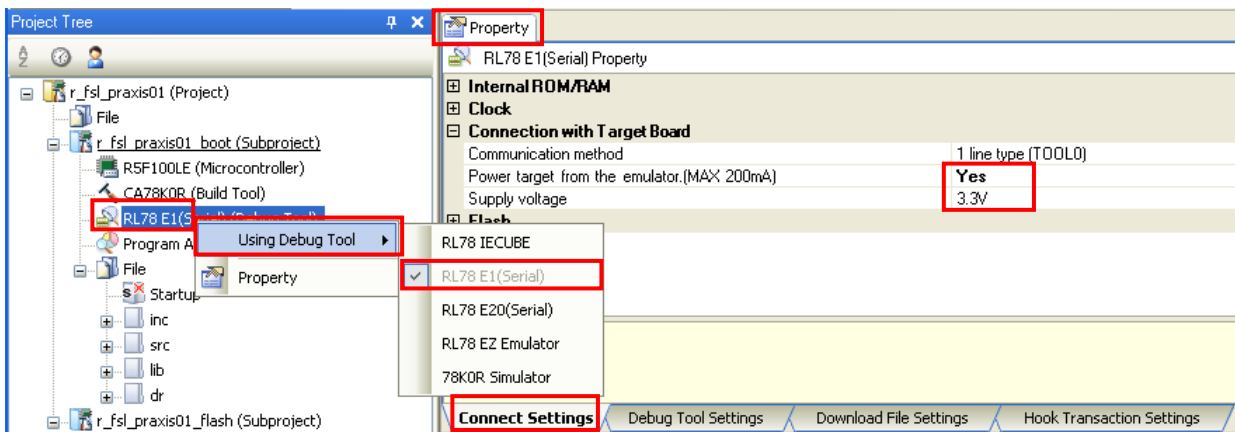 Project Tree
r_fsl_praxis01 (Project)
File
r_fsl_praxis01_boot (Subproject)
R5F100LE (Microcontroller)
CA78K0R (Build Tool)
RL78 E1(S
Program A
File
Startup
inc
src
lib
dr
r_fsl_praxis01_flash (Subproject)
Using Debug Tool
Property
RL78 IECUBE
RL78 E1(Serial)
RL78 E20(Serial)
RL78 EZ Emulator
78K0R Simulator
Property
RL78 E1(Serial) Property
Internal ROM/RAM
Clock
Connection with Target Board
Communication method 1 line type (TOOL0)
Power target from the emulator.(MAX 200mA) Yes
Supply voltage 3.3V
Flash
Connect Settings Debug Tool Settings Download File Settings Hook Transaction Settings